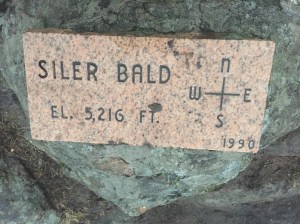 SILER BALD
N
W E
EL. 5,216 FT.
S
1990